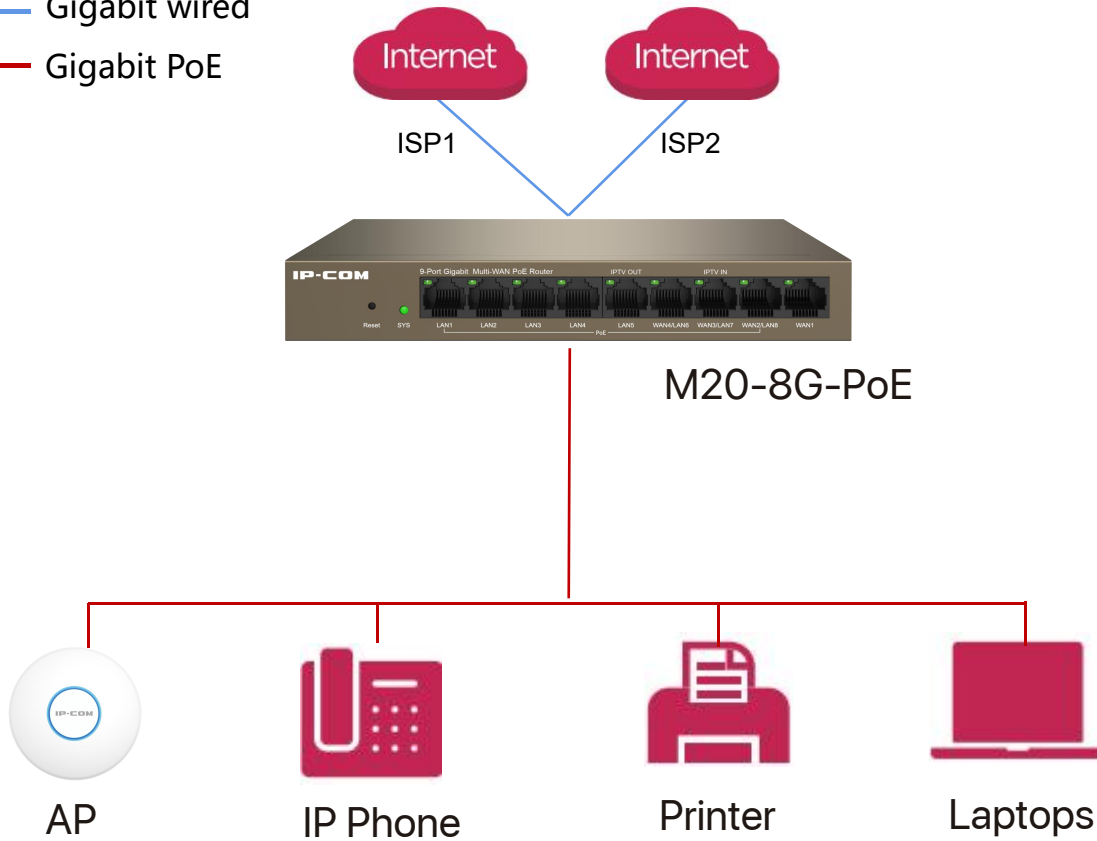 Gigabit wired
Gigabit PoE
Internet
Internet
ISP1
ISP2
IP-COM
9-Port Gigabit Multi-WAN PoE Router
IPTV OUT
IPTV IN
Reset
SYS
LAN1
LAN2
LAN3
LAN4
LAN5
WAN4/LAN6
WAN3/LAN7
WAN2/LAN8
WAN1
PoE
M20-8G-PoE
IP-COM
AP
IP Phone
Printer
Laptops